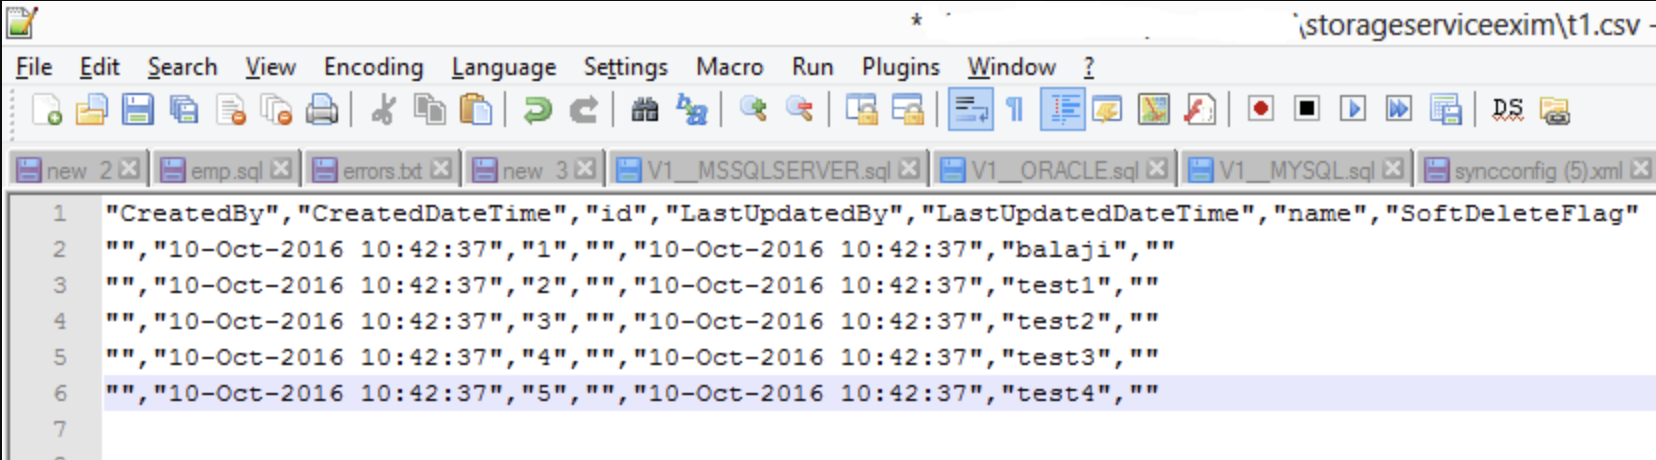 * \storageserviceexim\t1.csv -
File Edit Search View Encoding Language Settings Macro Run Plugins Window ?
DS
new 2 emp.sql errors.txt new 3 V1__MSSQLSERVER.sql V1__ORACLE.sql V1__MYSQL.sql syncconfig (5).xml
1 "CreatedBy","CreatedDateTime","id","LastUpdatedBy","LastUpdatedDateTime","name","SoftDeleteFlag"
2 "","10-Oct-2016 10:42:37","1","","10-Oct-2016 10:42:37","balaji",""
3 "","10-Oct-2016 10:42:37","2","","10-Oct-2016 10:42:37","test1",""
4 "","10-Oct-2016 10:42:37","3","","10-Oct-2016 10:42:37","test2",""
5 "","10-Oct-2016 10:42:37","4","","10-Oct-2016 10:42:37","test3",""
6 "","10-Oct-2016 10:42:37","5","","10-Oct-2016 10:42:37","test4",""
7